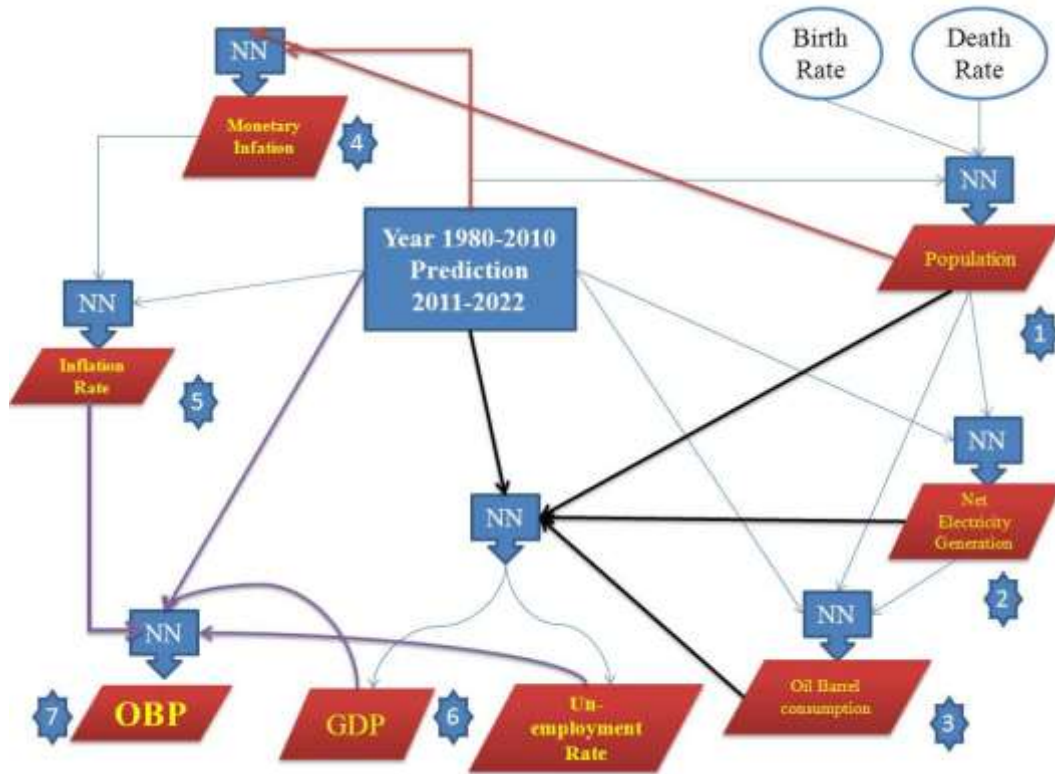 NN
Monetary
Infation
4
Birth
Rate
Death
Rate
NN
Population
1
Year 1980-2010
Prediction
2011-2022
NN
Inflation
Rate
5
NN
Net
Electricity
Generation
2
NN
NN
Oil Barrel
consumption
3
NN
OBP
7
GDP
6
Un-
employment
Rate